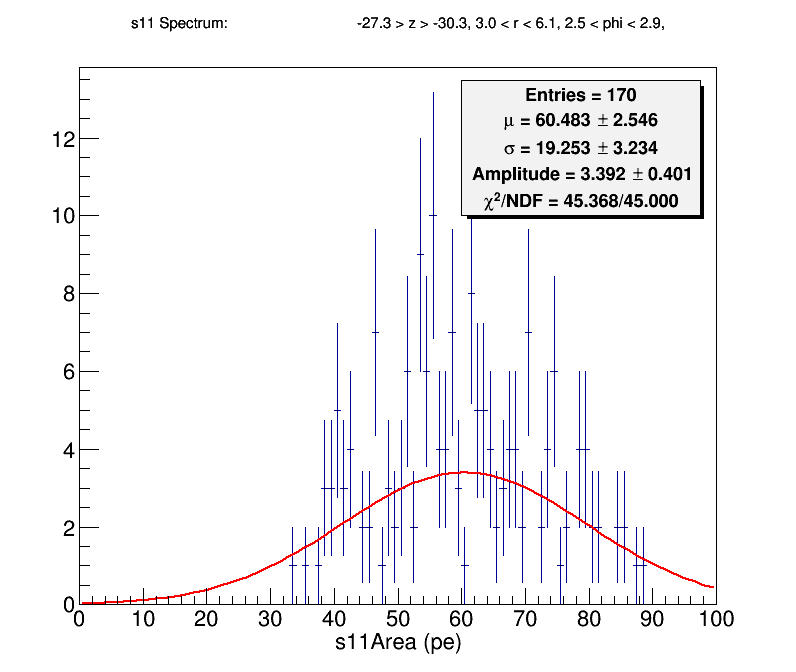 s11 Spectrum: -27.3 > z > -30.3, 3.0 < r < 6.1, 2.5 < phi < 2.9,
Entries = 170
μ = 60.483 ± 2.546
σ = 19.253 ± 3.234
Amplitude = 3.392 ± 0.401
χ²/NDF = 45.368/45.000
12
10
8
6
4
2
0
0 10 20 30 40 50 60 70 80 90 100
s11Area (pe)